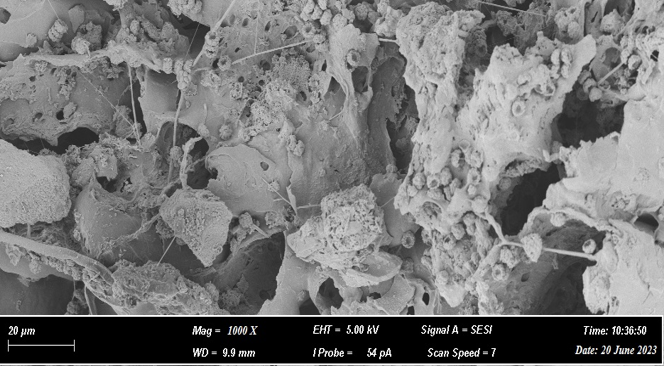 20 µm Mag = 1000 X EHT = 5.00 kV Signal A = SESI Time: 10:36:50
WD = 9.9 mm I Probe = 54 pA Scan Speed = 7 Date: 20 June 2023